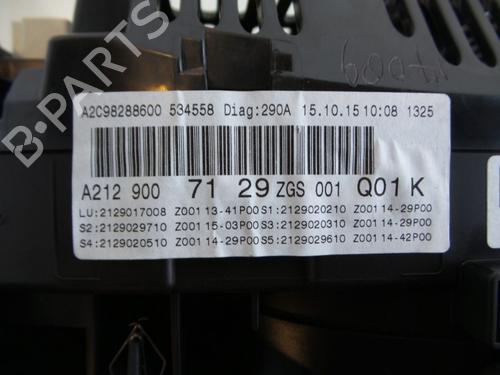 A2C98288600 534558 Diag:290A 15.10.15 10:08 1325
A212 900 71 29 ZGS 001 Q01 K
LU:2129017008 Z001 13-41P00 S1:2129020210 Z001 14-29P00
S2:2129029710 Z001 15-03P00 S3:2129020310 Z001 14-29P00
S4:2129020510 Z001 14-29P00 S5:2129029610 Z001 14-42P00
B-PARTS